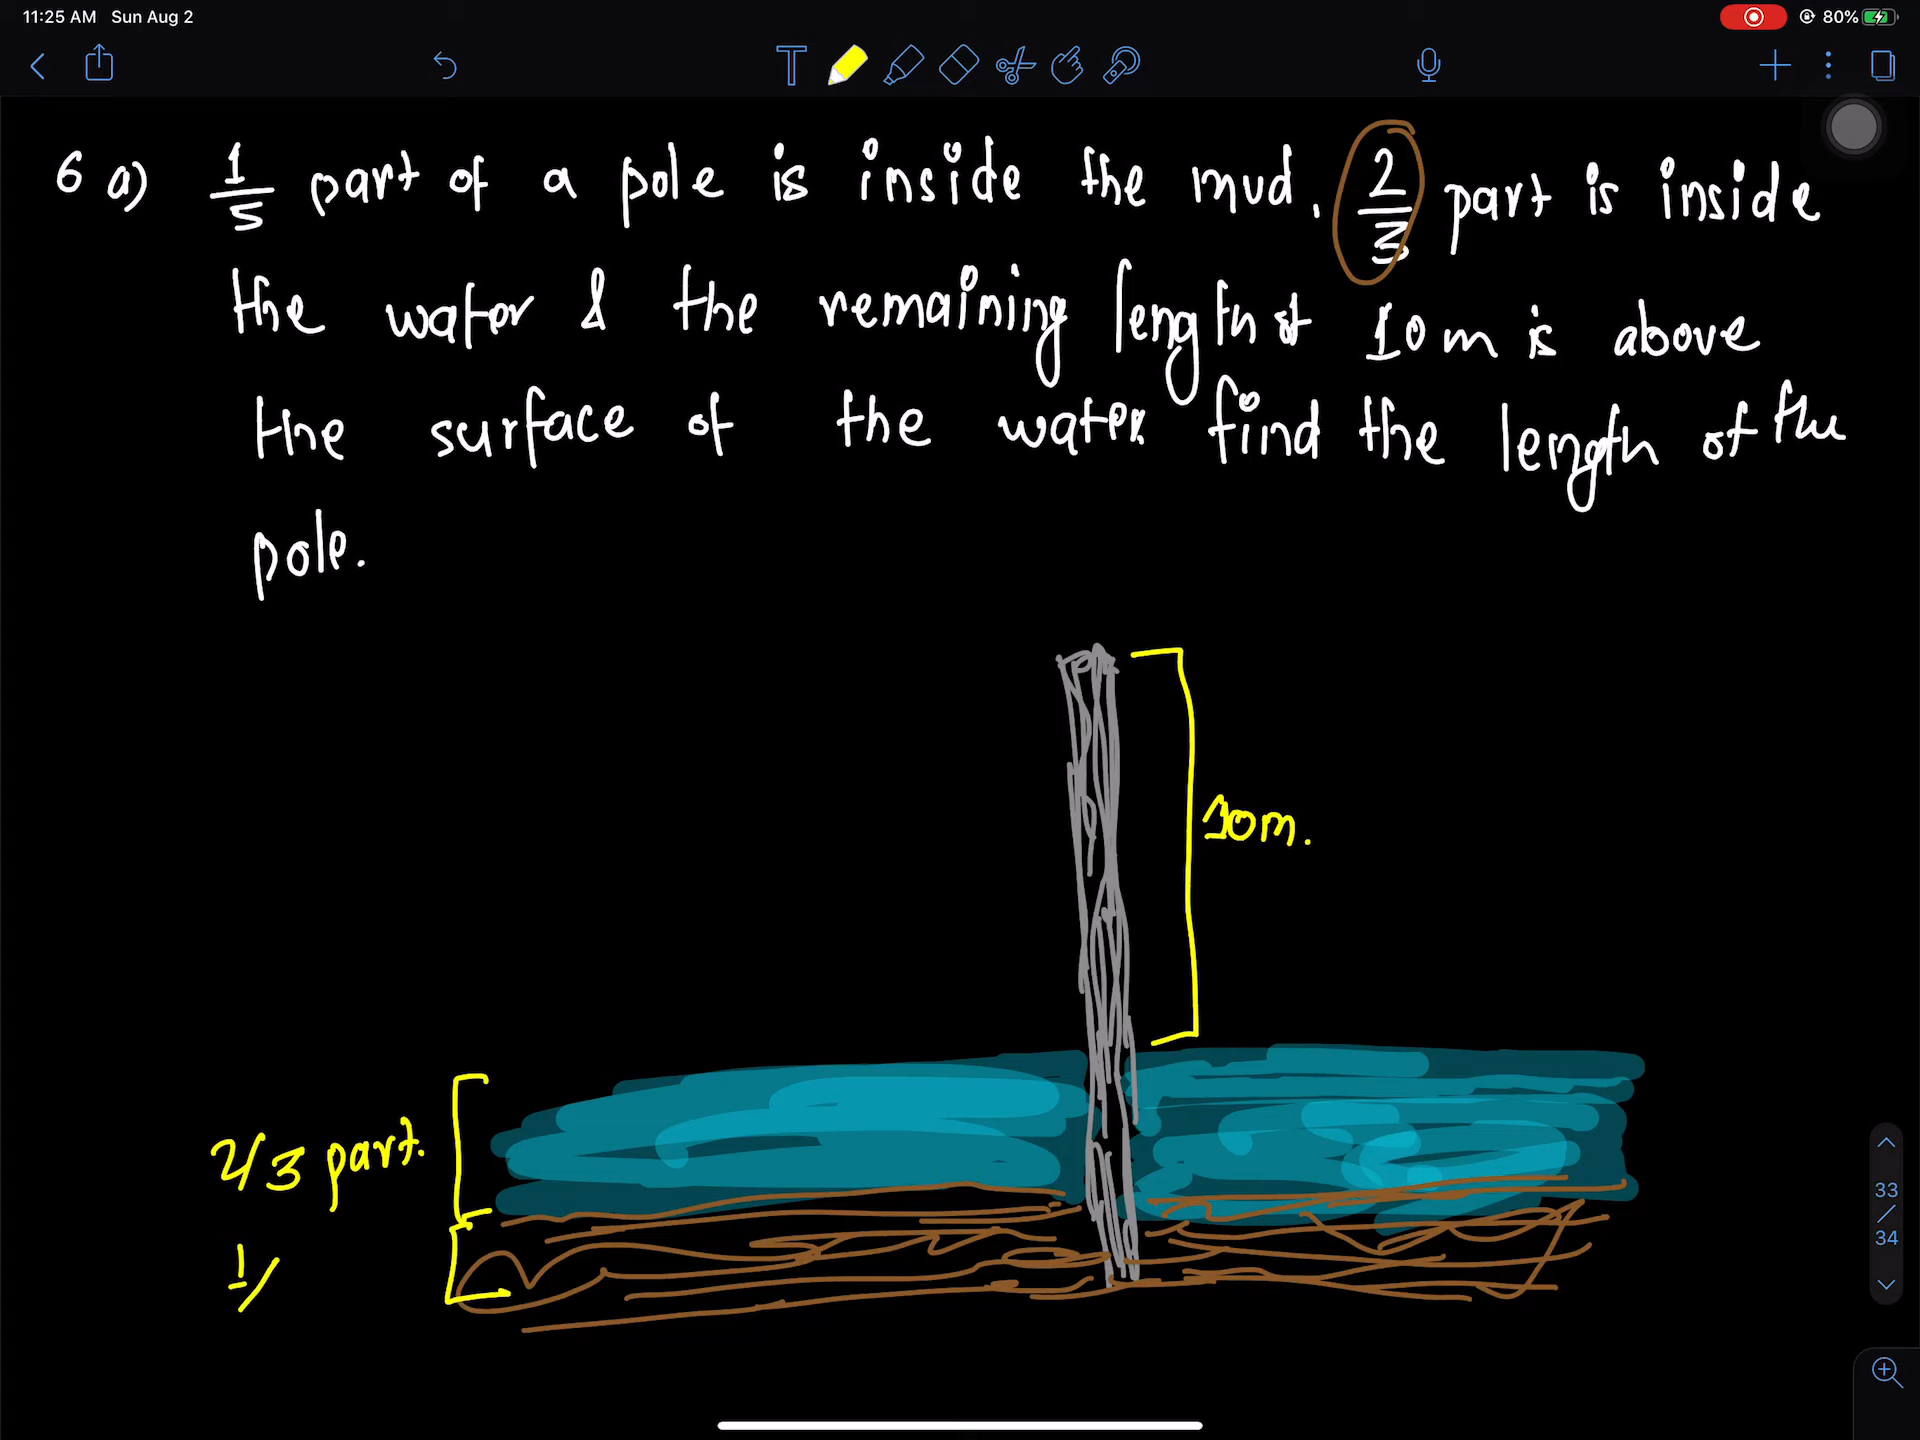 11:25 AM Sun Aug 2
80%
6 a) 1/5 part of a pole is inside the mud. 2/3 part is inside
the water & the remaining length of 10 m is above
the surface of the water. find the length of the
pole.
10m.
2/3 part.
1/
33
/
34